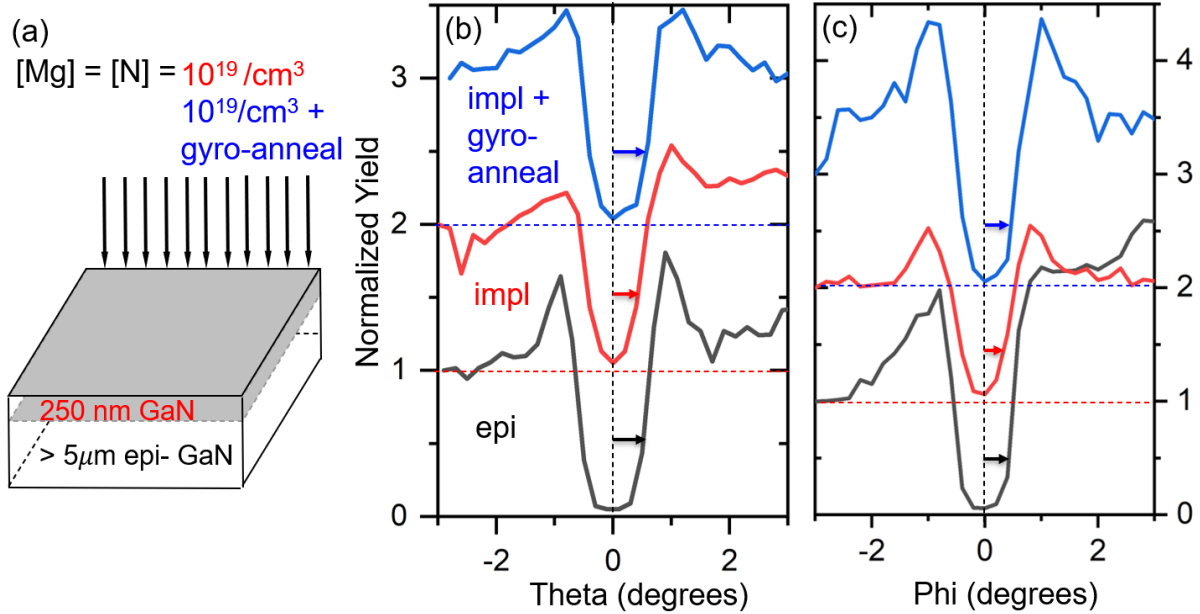 (a)
[Mg] = [N] = 10¹⁹/cm³
10¹⁹/cm³ +
gyro-anneal
250 nm GaN
> 5μm epi- GaN
(b)
Normalized Yield
3
2
1
0
impl +
gyro-
anneal
impl
epi
-2 0 2
Theta (degrees)
(c)
4
3
2
1
0
-2 0 2
Phi (degrees)